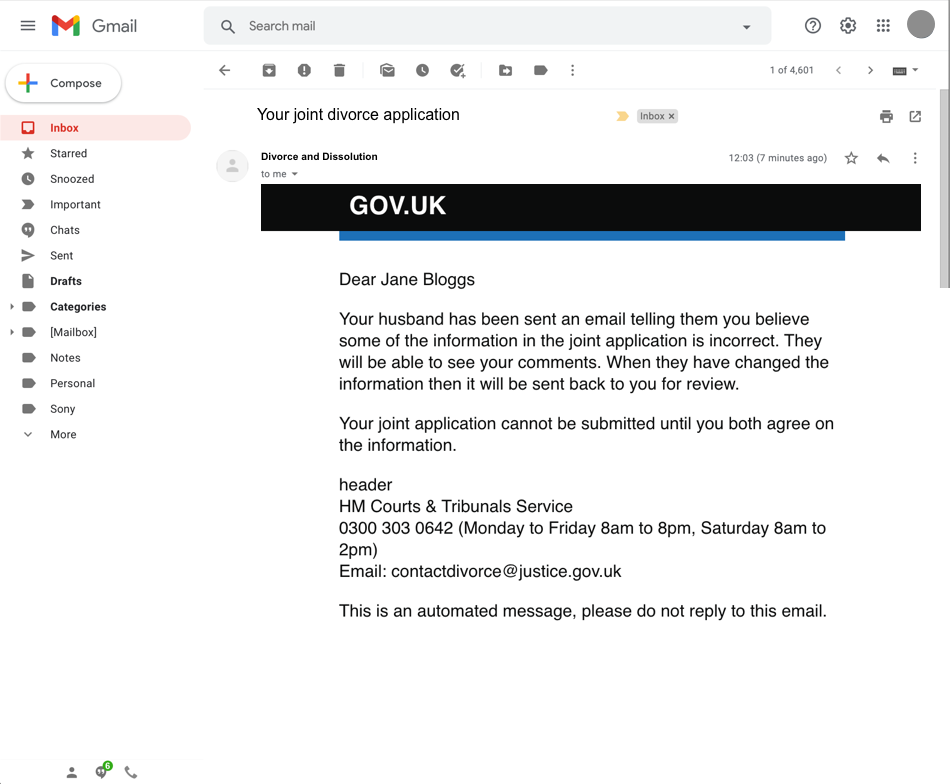 Gmail
Search mail
Compose
1 of 4,601
Inbox
Starred
Snoozed
Important
Chats
Sent
Drafts
Categories
[Mailbox]
Notes
Personal
Sony
More
6
Your joint divorce application
Inbox ×
Divorce and Dissolution
12:03 (7 minutes ago)
to me
GOV.UK
Dear Jane Bloggs
Your husband has been sent an email telling them you believe
some of the information in the joint application is incorrect. They
will be able to see your comments. When they have changed the
information then it will be sent back to you for review.
Your joint application cannot be submitted until you both agree on
the information.
header
HM Courts & Tribunals Service
0300 303 0642 (Monday to Friday 8am to 8pm, Saturday 8am to
2pm)
Email: contactdivorce@justice.gov.uk
This is an automated message, please do not reply to this email.